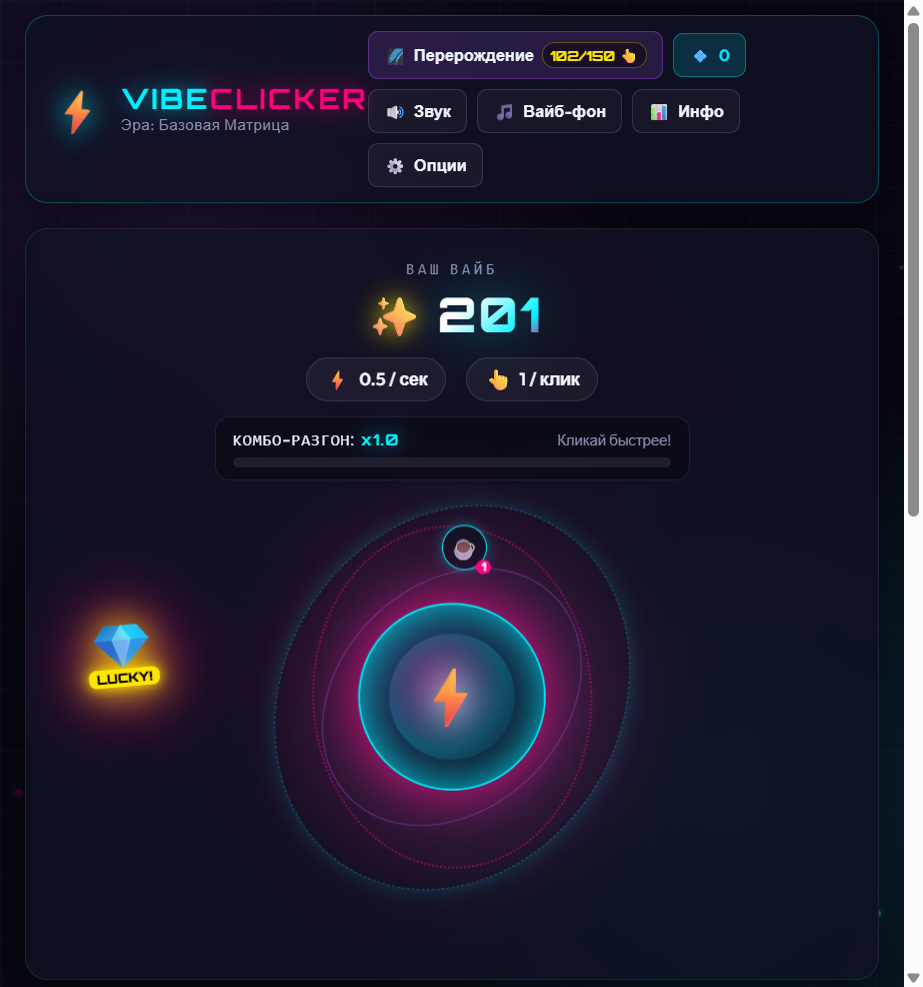 VIBECLICKER
Эра: Базовая Матрица
Перерождение 102/150
0
Звук
Вайб-фон
Инфо
Опции
ВАШ ВАЙБ
201
0.5 / сек
1 / клик
КОМБО-РАЗГОН: x1.0
Кликай быстрее!
1
LUCKY!